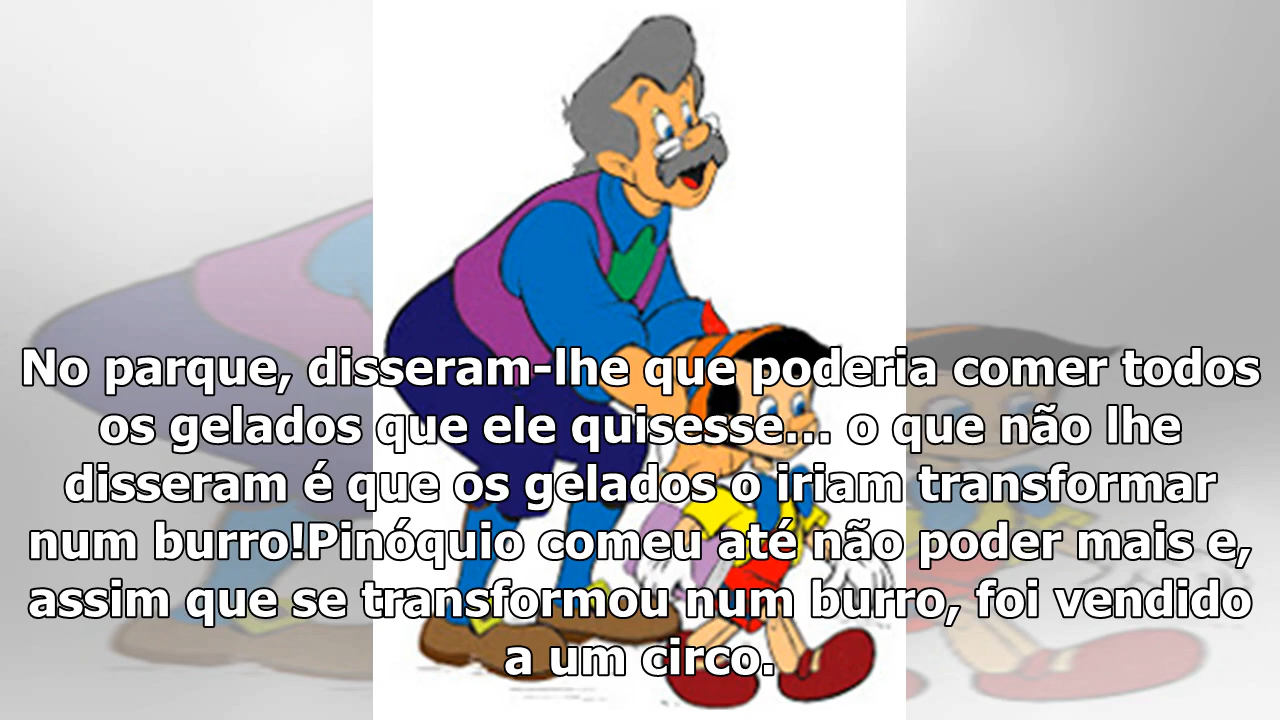 No parque, disseram-lhe que poderia comer todos
os gelados que ele quisesse... o que não lhe
disseram é que os gelados o iriam transformar
num burro!Pinóquio comeu até não poder mais e,
assim que se transformou num burro, foi vendido
a um circo.